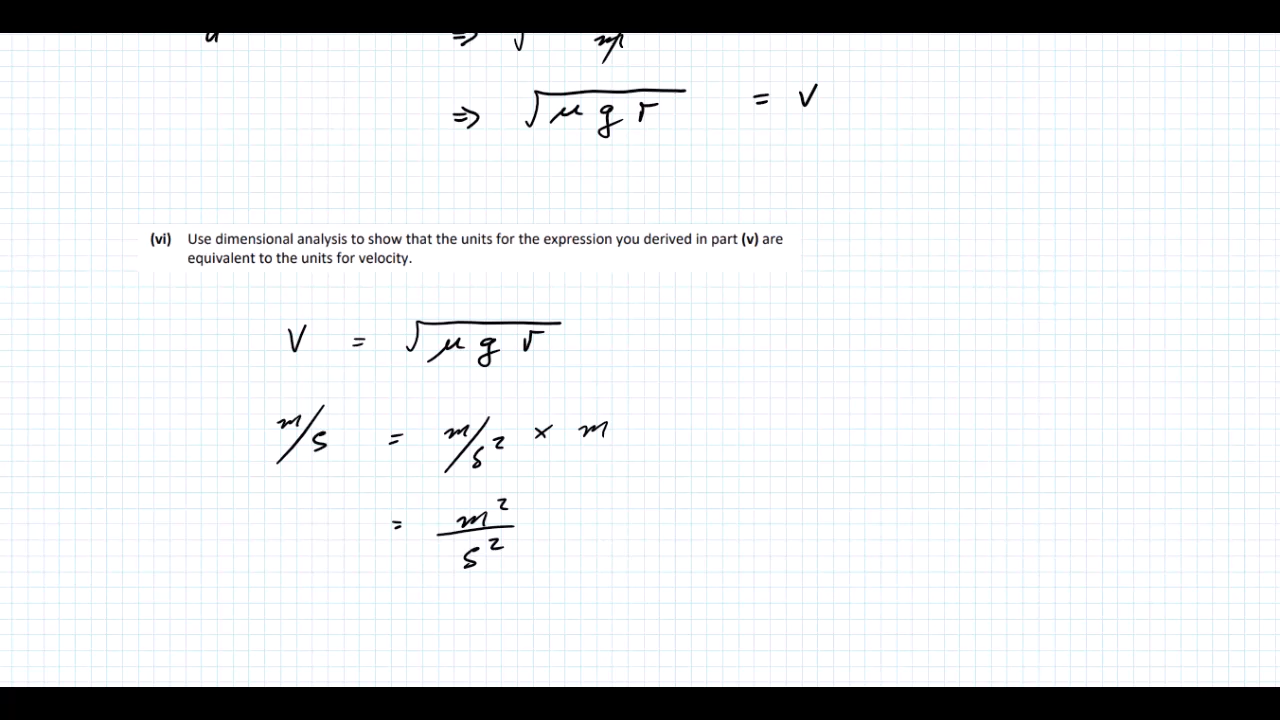 ⇒ √ m
⇒ √μgr = v
(vi) Use dimensional analysis to show that the units for the expression you derived in part (v) are
equivalent to the units for velocity.
V = √μgr
m/s = m/s² × m
= m²/s²